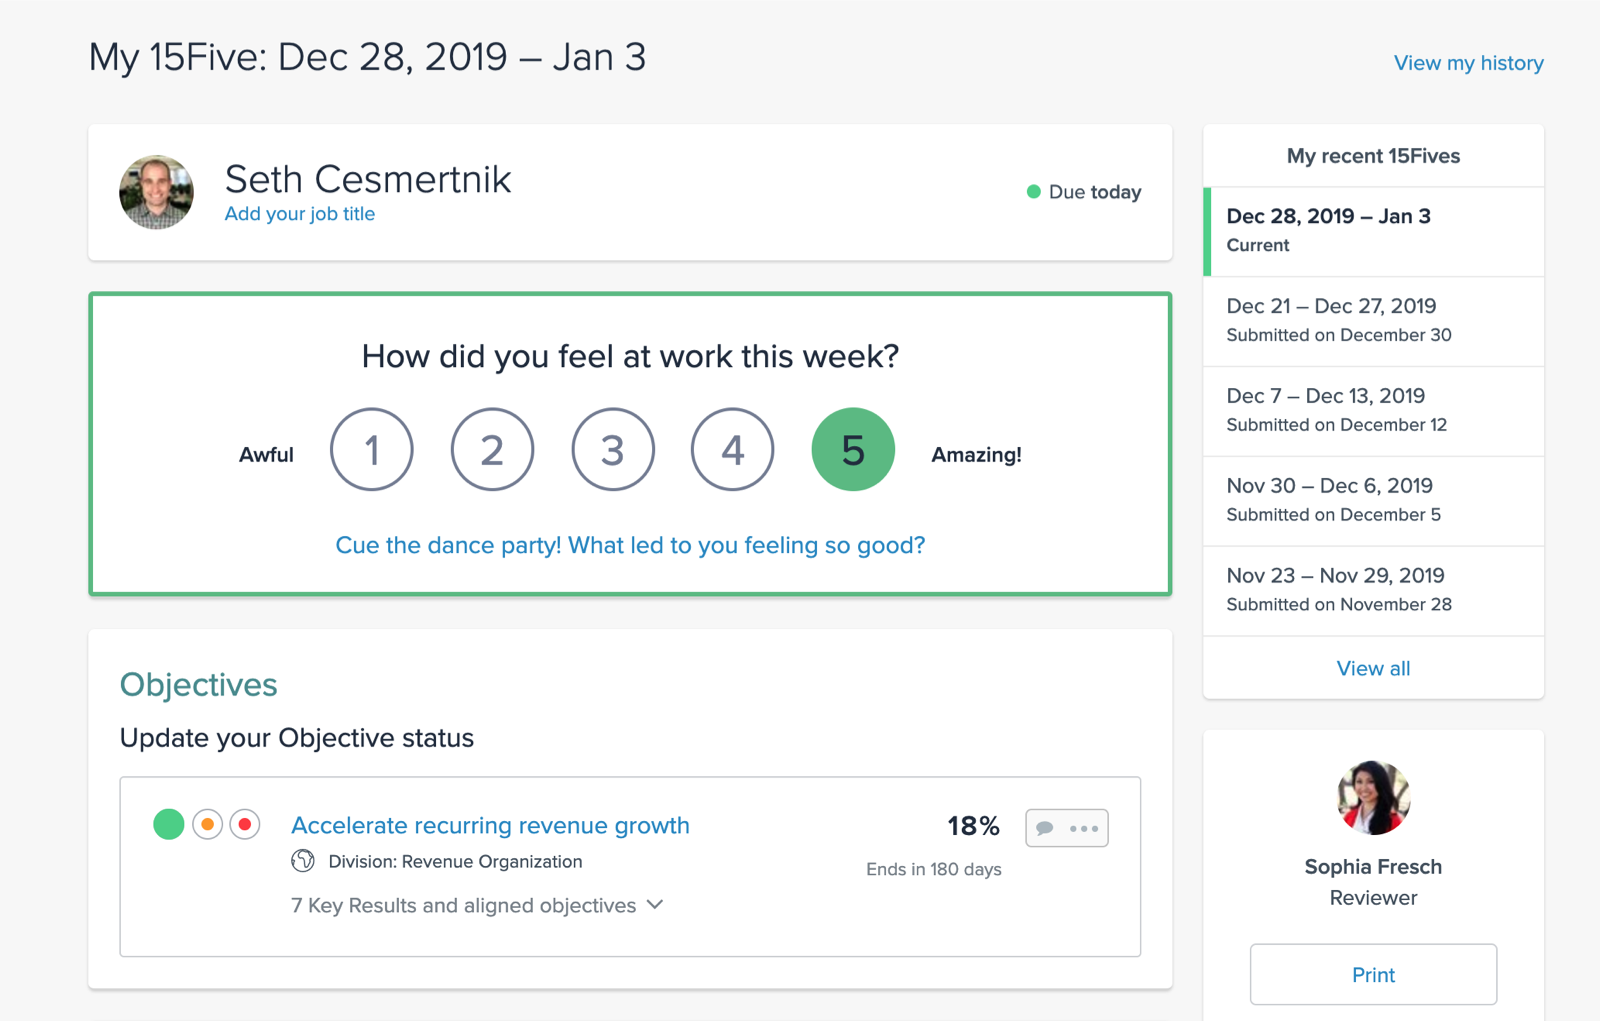 My 15Five: Dec 28, 2019 – Jan 3
View my history
Seth Cesmertnik
Add your job title
Due today
How did you feel at work this week?
Awful 1 2 3 4 5 Amazing!
Cue the dance party! What led to you feeling so good?
Objectives
Update your Objective status
Accelerate recurring revenue growth
18%
Division: Revenue Organization
Ends in 180 days
7 Key Results and aligned objectives
My recent 15Fives
Dec 28, 2019 – Jan 3
Current
Dec 21 – Dec 27, 2019
Submitted on December 30
Dec 7 – Dec 13, 2019
Submitted on December 12
Nov 30 – Dec 6, 2019
Submitted on December 5
Nov 23 – Nov 29, 2019
Submitted on November 28
View all
Sophia Fresch
Reviewer
Print